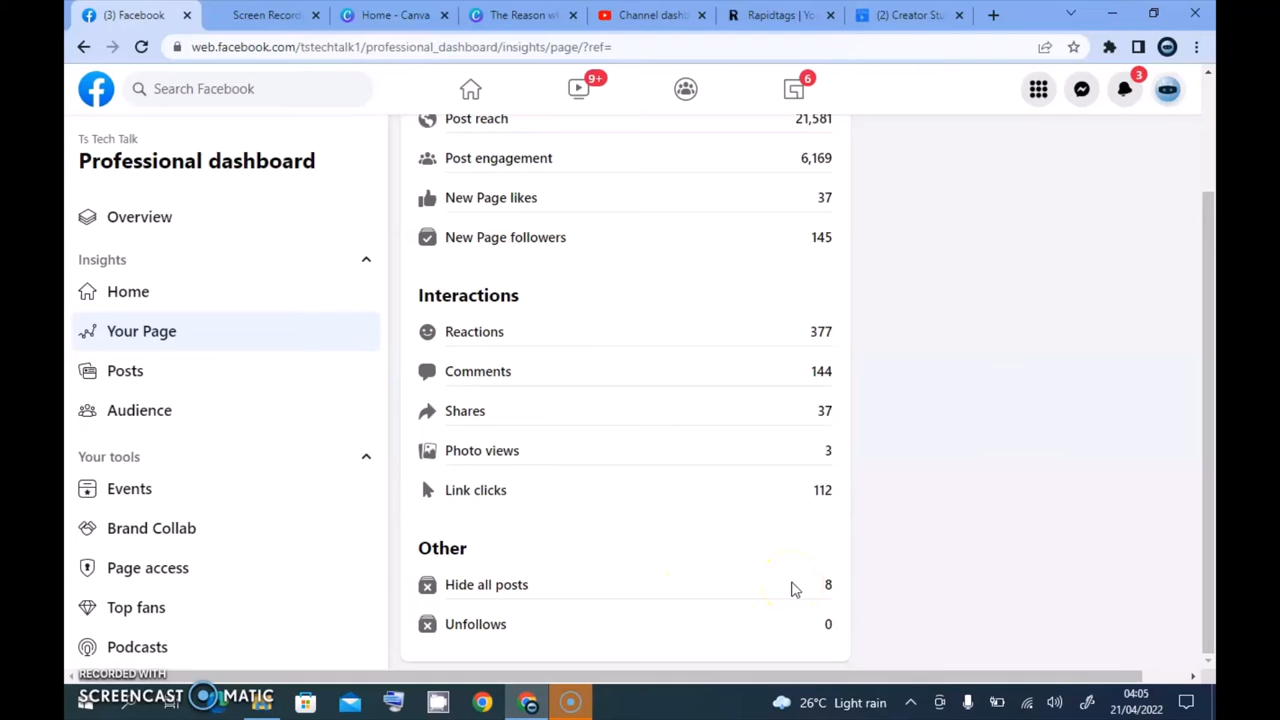 (3) Facebook
Screen Record
Home - Canva
The Reason w
Channel dashb
Rapidtags | Yo
(2) Creator Stu
web.facebook.com/tstechtalk1/professional_dashboard/insights/page/?ref=
Search Facebook
9+
6
3
Ts Tech Talk
Professional dashboard
Overview
Insights
Home
Your Page
Posts
Audience
Your tools
Events
Brand Collab
Page access
Top fans
Podcasts
Post reach 21,581
Post engagement 6,169
New Page likes 37
New Page followers 145
Interactions
Reactions 377
Comments 144
Shares 37
Photo views 3
Link clicks 112
Other
Hide all posts 8
Unfollows 0
RECORDED WITH
SCREENCAST MATIC
26°C Light rain
04:05
21/04/2022